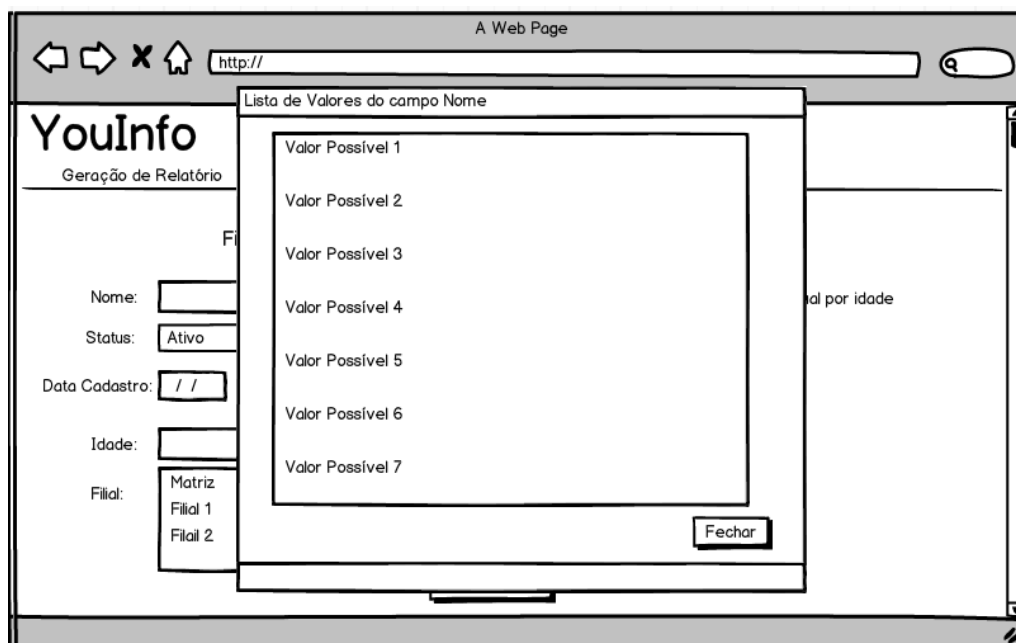 A Web Page
http://
Lista de Valores do campo Nome
YouInfo
Geração de Relatório
Fi
Valor Possível 1
Valor Possível 2
Valor Possível 3
Valor Possível 4
Valor Possível 5
Valor Possível 6
Valor Possível 7
Fechar
Nome:
Status: Ativo
Data Cadastro: / /
Idade:
Filial:
Matriz
Filial 1
Filail 2
al por idade